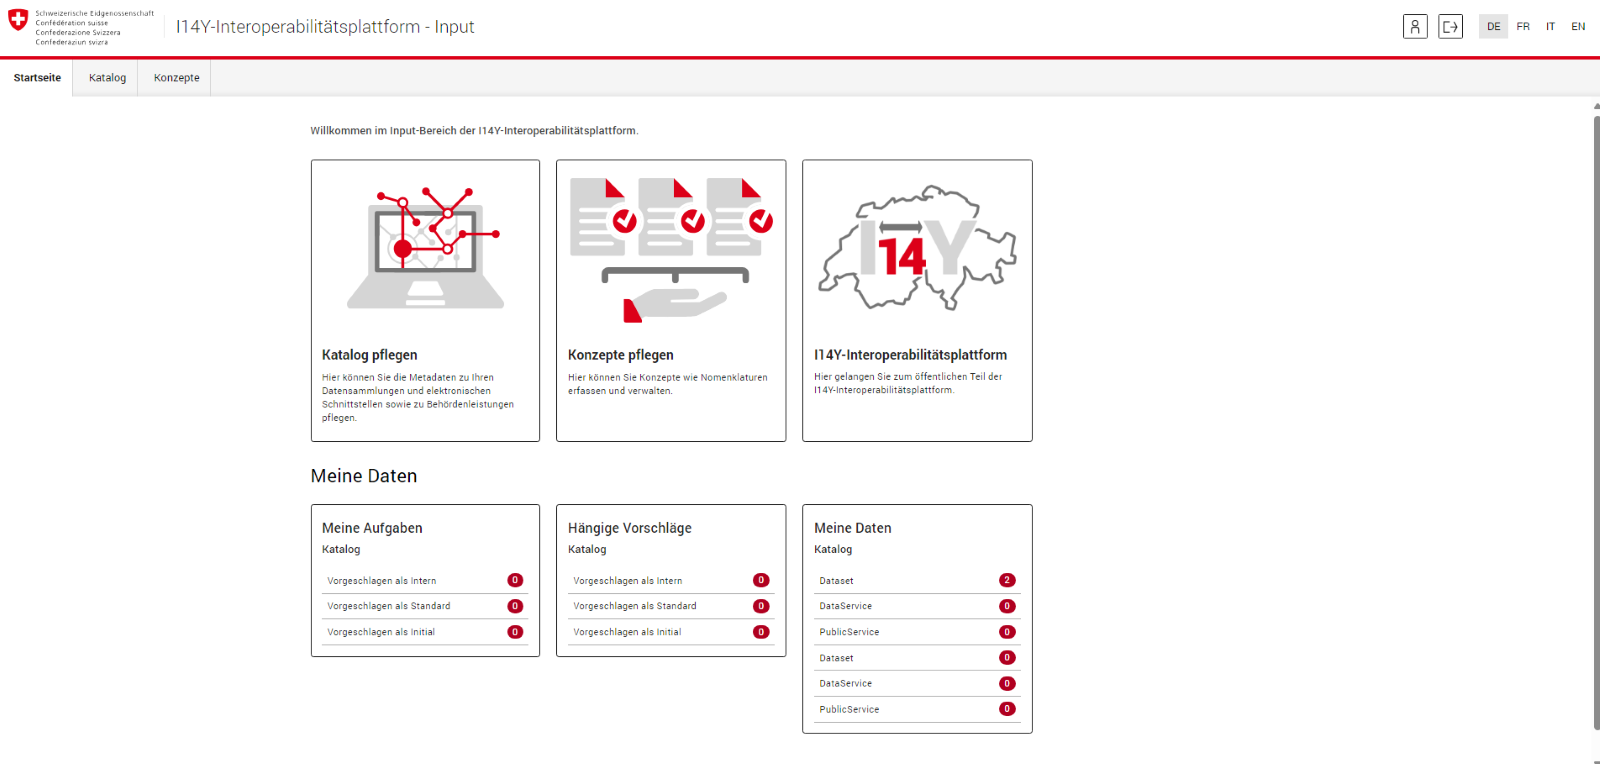 Schweizerische Eidgenossenschaft
Confédération suisse
Confederazione Svizzera
Confederaziun svizra
I14Y-Interoperabilitätsplattform - Input
DE FR IT EN
Startseite Katalog Konzepte
Willkommen im Input-Bereich der I14Y-Interoperabilitätsplattform.
I14Y
Katalog pflegen
Hier können Sie die Metadaten zu Ihren
Datensammlungen und elektronischen
Schnittstellen sowie zu Behördenleistungen
pflegen.
Konzepte pflegen
Hier können Sie Konzepte wie Nomenklaturen
erfassen und verwalten.
I14Y-Interoperabilitätsplattform
Hier gelangen Sie zum öffentlichen Teil der
I14Y-Interoperabilitätsplattform.
Meine Daten
Meine Aufgaben
Katalog
Vorgeschlagen als Intern 0
Vorgeschlagen als Standard 0
Vorgeschlagen als Initial 0
Hängige Vorschläge
Katalog
Vorgeschlagen als Intern 0
Vorgeschlagen als Standard 0
Vorgeschlagen als Initial 0
Meine Daten
Katalog
Dataset 2
DataService 0
PublicService 0
Dataset 0
DataService 0
PublicService 0